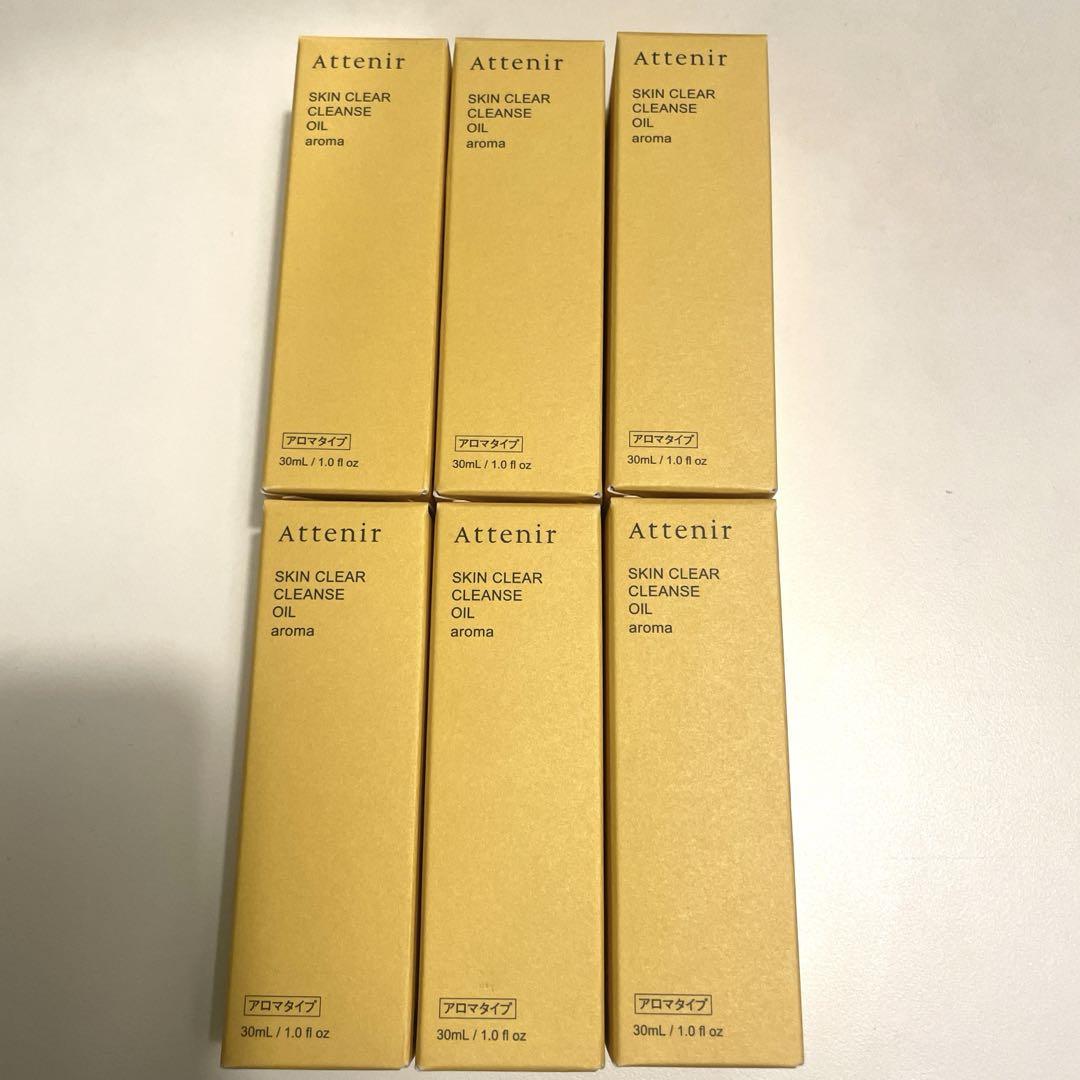 Attenir
SKIN CLEAR
CLEANSE
OIL
aroma
アロマタイプ
30mL / 1.0 fl oz
Attenir
SKIN CLEAR
CLEANSE
OIL
aroma
アロマタイプ
30mL / 1.0 fl oz
Attenir
SKIN CLEAR
CLEANSE
OIL
aroma
アロマタイプ
30mL / 1.0 fl oz
Attenir
SKIN CLEAR
CLEANSE
OIL
aroma
アロマタイプ
30mL / 1.0 fl oz
Attenir
SKIN CLEAR
CLEANSE
OIL
aroma
アロマタイプ
30mL / 1.0 fl oz
Attenir
SKIN CLEAR
CLEANSE
OIL
aroma
アロマタイプ
30mL / 1.0 fl oz